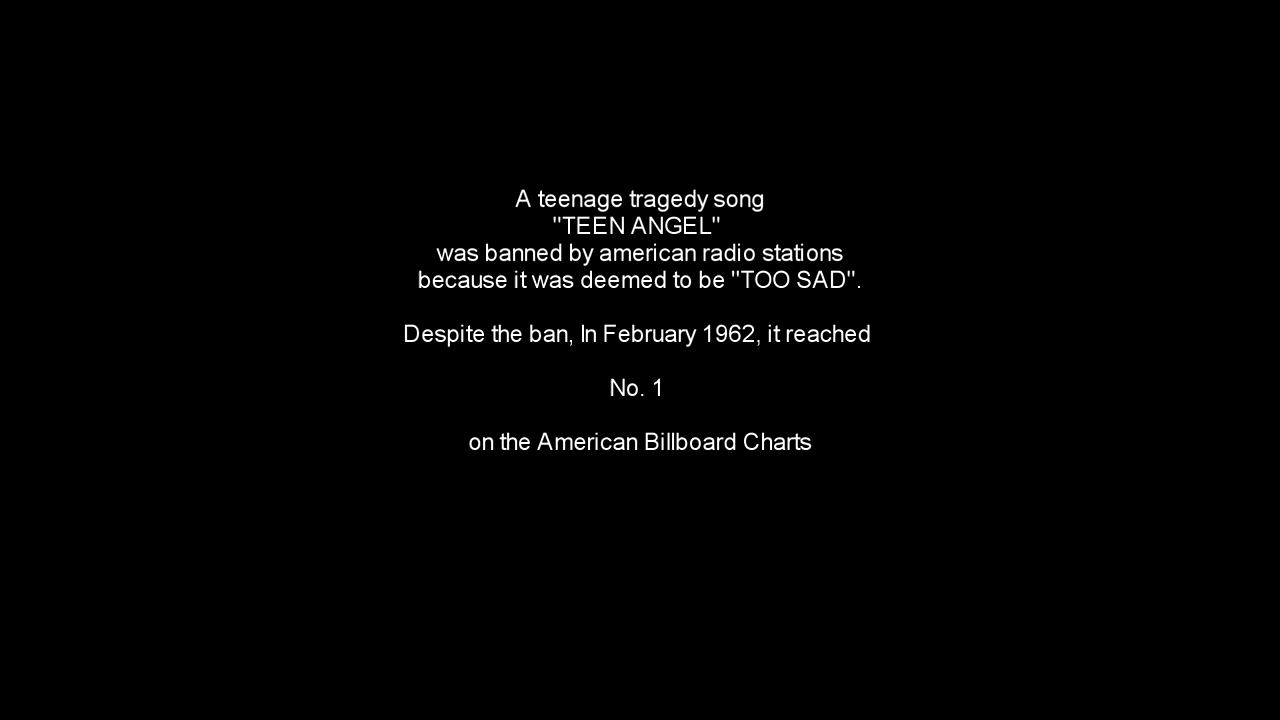 A teenage tragedy song
"TEEN ANGEL"
was banned by american radio stations
because it was deemed to be "TOO SAD".
Despite the ban, In February 1962, it reached
No. 1
on the American Billboard Charts